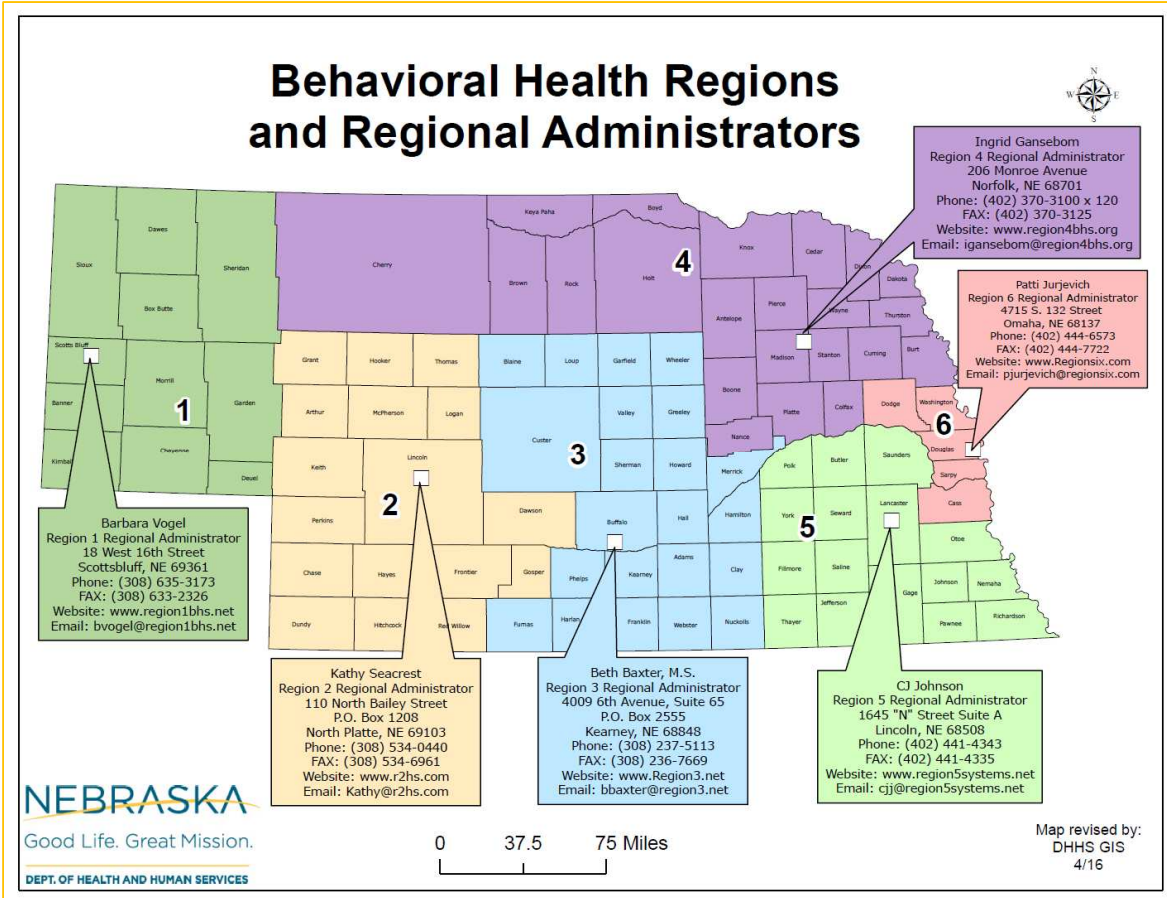 Behavioral Health Regions
and Regional Administrators
N
W
E
S
Ingrid Gansebom
Region 4 Regional Administrator
206 Monroe Avenue
Norfolk, NE 68701
Phone: (402) 370-3100 x 120
FAX: (402) 370-3125
Website: www.region4bhs.org
Email: igansebom@region4bhs.org
Patti Jurjevich
Region 6 Regional Administrator
4715 S. 132 Street
Omaha, NE 68137
Phone: (402) 444-6573
FAX: (402) 444-7722
Website: www.Regionsix.com
Email: pjurjevich@regionsix.com
Sioux
Dawes
Sheridan
Box Butte
Scotts Bluff
Morrill
Garden
Banner
Kimball
Cheyenne
Deuel
1
Cherry
Keya Paha
Boyd
Brown
Rock
Holt
4
Knox
Cedar
Dixon
Dakota
Antelope
Pierce
Wayne
Thurston
Madison
Stanton
Cuming
Burt
Boone
Platte
Colfax
Nance
Grant
Hooker
Thomas
Arthur
McPherson
Logan
Keith
Lincoln
2
Perkins
Dawson
Chase
Hayes
Frontier
Gosper
Dundy
Hitchcock
Red Willow
Blaine
Loup
Garfield
Wheeler
Custer
Valley
Greeley
3
Sherman
Howard
Merrick
Buffalo
Hall
Hamilton
Phelps
Kearney
Adams
Clay
Furnas
Harlan
Franklin
Webster
Nuckolls
Dodge
Washington
6
Douglas
Sarpy
Cass
Polk
Butler
Saunders
York
Seward
Lancaster
5
Otoe
Fillmore
Saline
Gage
Johnson
Nemaha
Thayer
Jefferson
Pawnee
Richardson
Barbara Vogel
Region 1 Regional Administrator
18 West 16th Street
Scottsbluff, NE 69361
Phone: (308) 635-3173
FAX: (308) 633-2326
Website: www.region1bhs.net
Email: bvogel@region1bhs.net
Kathy Seacrest
Region 2 Regional Administrator
110 North Bailey Street
P.O. Box 1208
North Platte, NE 69103
Phone: (308) 534-0440
FAX: (308) 534-6961
Website: www.r2hs.com
Email: Kathy@r2hs.com
Beth Baxter, M.S.
Region 3 Regional Administrator
4009 6th Avenue, Suite 65
P.O. Box 2555
Kearney, NE 68848
Phone: (308) 237-5113
FAX: (308) 236-7669
Website: www.Region3.net
Email: bbaxter@region3.net
CJ Johnson
Region 5 Regional Administrator
1645 "N" Street Suite A
Lincoln, NE 68508
Phone: (402) 441-4343
FAX: (402) 441-4335
Website: www.region5systems.net
Email: cjj@region5systems.net
NEBRASKA
Good Life. Great Mission.
DEPT. OF HEALTH AND HUMAN SERVICES
0 37.5 75 Miles
Map revised by:
DHHS GIS
4/16